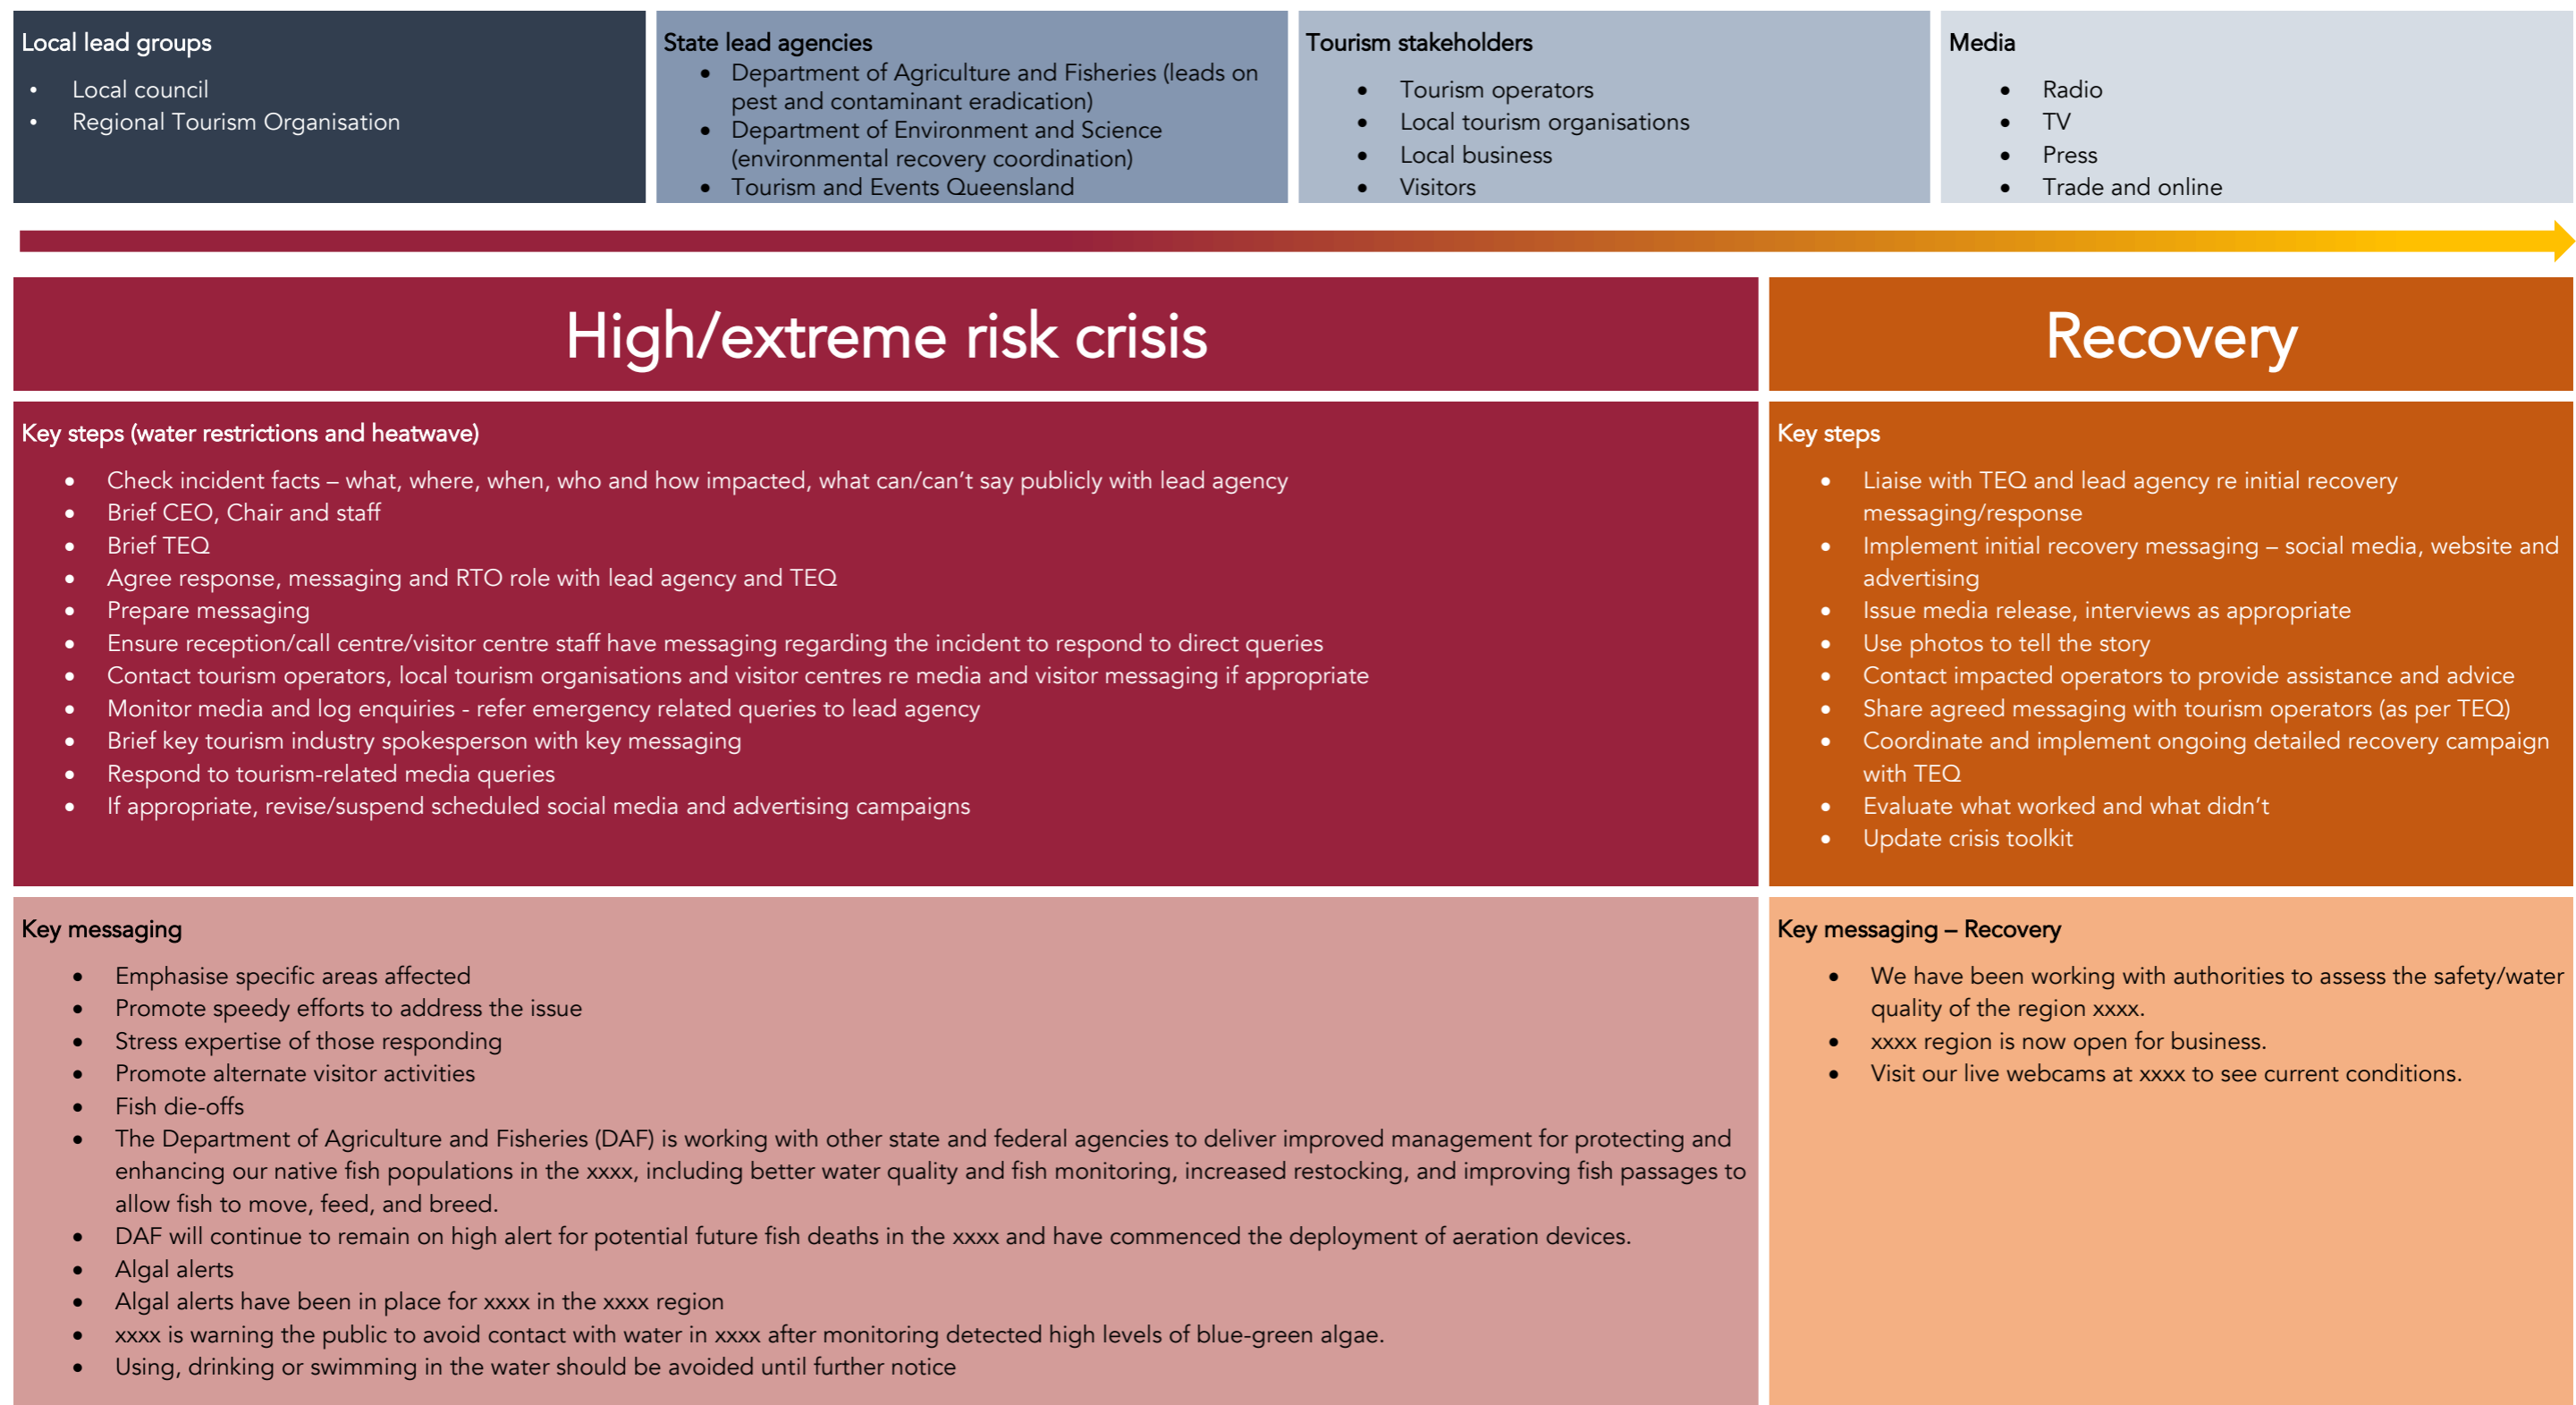 Local lead groups
• Local council
• Regional Tourism Organisation
State lead agencies
• Department of Agriculture and Fisheries (leads on
pest and contaminant eradication)
• Department of Environment and Science
(environmental recovery coordination)
• Tourism and Events Queensland
Tourism stakeholders
• Tourism operators
• Local tourism organisations
• Local business
• Visitors
Media
• Radio
• TV
• Press
• Trade and online
High/extreme risk crisis
Key steps (water restrictions and heatwave)
• Check incident facts – what, where, when, who and how impacted, what can/can’t say publicly with lead agency
• Brief CEO, Chair and staff
• Brief TEQ
• Agree response, messaging and RTO role with lead agency and TEQ
• Prepare messaging
• Ensure reception/call centre/visitor centre staff have messaging regarding the incident to respond to direct queries
• Contact tourism operators, local tourism organisations and visitor centres re media and visitor messaging if appropriate
• Monitor media and log enquiries - refer emergency related queries to lead agency
• Brief key tourism industry spokesperson with key messaging
• Respond to tourism-related media queries
• If appropriate, revise/suspend scheduled social media and advertising campaigns
Recovery
Key steps
• Liaise with TEQ and lead agency re initial recovery
messaging/response
• Implement initial recovery messaging – social media, website and
advertising
• Issue media release, interviews as appropriate
• Use photos to tell the story
• Contact impacted operators to provide assistance and advice
• Share agreed messaging with tourism operators (as per TEQ)
• Coordinate and implement ongoing detailed recovery campaign
with TEQ
• Evaluate what worked and what didn’t
• Update crisis toolkit
Key messaging
• Emphasise specific areas affected
• Promote speedy efforts to address the issue
• Stress expertise of those responding
• Promote alternate visitor activities
• Fish die-offs
• The Department of Agriculture and Fisheries (DAF) is working with other state and federal agencies to deliver improved management for protecting and
enhancing our native fish populations in the xxxx, including better water quality and fish monitoring, increased restocking, and improving fish passages to
allow fish to move, feed, and breed.
• DAF will continue to remain on high alert for potential future fish deaths in the xxxx and have commenced the deployment of aeration devices.
• Algal alerts
• Algal alerts have been in place for xxxx in the xxxx region
• xxxx is warning the public to avoid contact with water in xxxx after monitoring detected high levels of blue-green algae.
• Using, drinking or swimming in the water should be avoided until further notice
Key messaging – Recovery
• We have been working with authorities to assess the safety/water
quality of the region xxxx.
• xxxx region is now open for business.
• Visit our live webcams at xxxx to see current conditions.